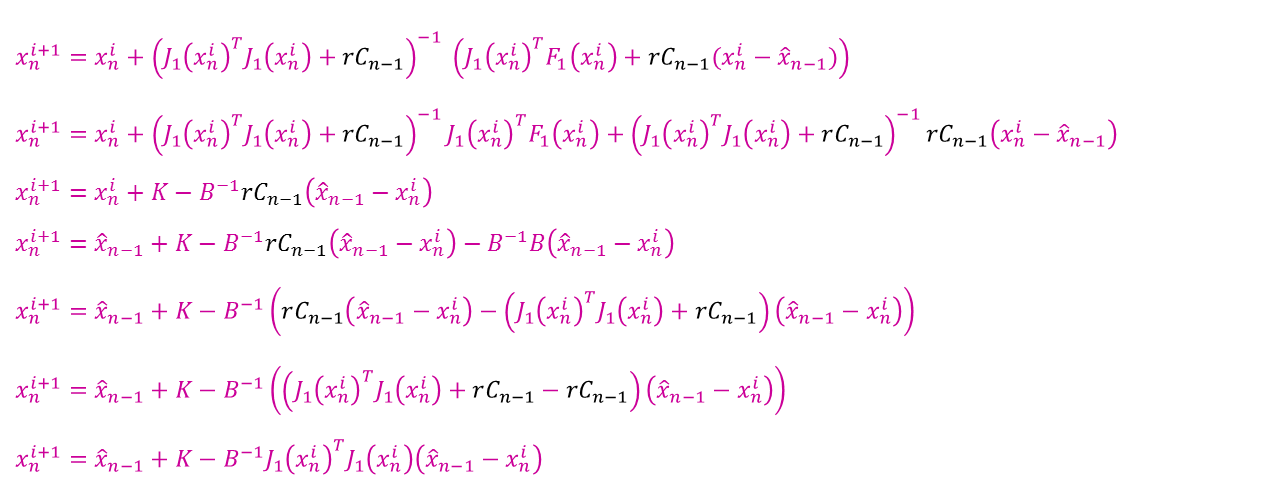 x_n^{i+1} = x_n^i + (J_1(x_n^i)^T J_1(x_n^i) + rC_{n-1})^{-1} (J_1(x_n^i)^T F_1(x_n^i) + rC_{n-1}(x_n^i − x̂_{n-1}))
x_n^{i+1} = x_n^i + (J_1(x_n^i)^T J_1(x_n^i) + rC_{n-1})^{-1} J_1(x_n^i)^T F_1(x_n^i) + (J_1(x_n^i)^T J_1(x_n^i) + rC_{n-1})^{-1} rC_{n-1}(x_n^i − x̂_{n-1})
x_n^{i+1} = x_n^i + K − B^{-1}rC_{n-1}(x̂_{n-1} − x_n^i)
x_n^{i+1} = x̂_{n-1} + K − B^{-1}rC_{n-1}(x̂_{n-1} − x_n^i) − B^{-1}B(x̂_{n-1} − x_n^i)
x_n^{i+1} = x̂_{n-1} + K − B^{-1}(rC_{n-1}(x̂_{n-1} − x_n^i) − (J_1(x_n^i)^T J_1(x_n^i) + rC_{n-1})(x̂_{n-1} − x_n^i))
x_n^{i+1} = x̂_{n-1} + K − B^{-1}((J_1(x_n^i)^T J_1(x_n^i) + rC_{n-1} − rC_{n-1})(x̂_{n-1} − x_n^i))
x_n^{i+1} = x̂_{n-1} + K − B^{-1}J_1(x_n^i)^T J_1(x_n^i)(x̂_{n-1} − x_n^i)